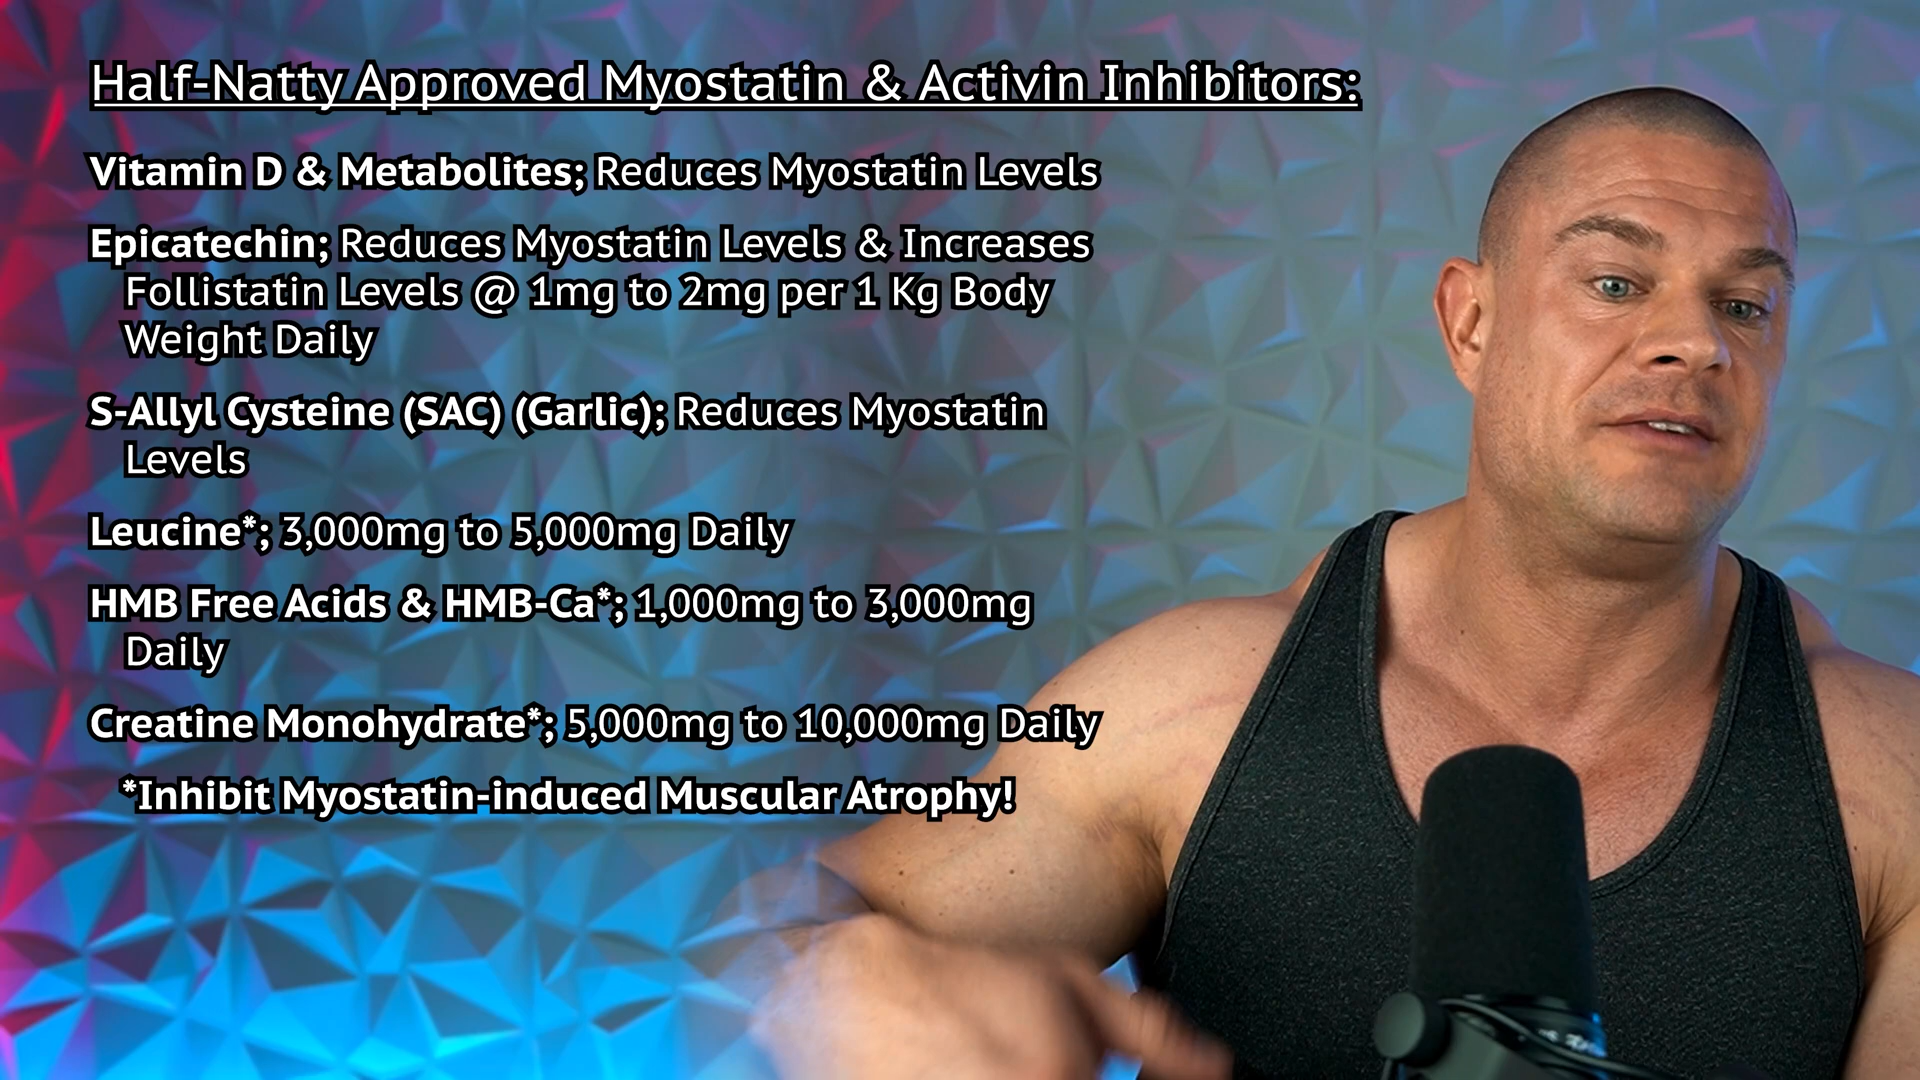 Half-Natty Approved Myostatin & Activin Inhibitors:
Vitamin D & Metabolites; Reduces Myostatin Levels
Epicatechin; Reduces Myostatin Levels & Increases
Follistatin Levels @ 1mg to 2mg per 1 Kg Body
Weight Daily
S-Allyl Cysteine (SAC) (Garlic); Reduces Myostatin
Levels
Leucine*; 3,000mg to 5,000mg Daily
HMB Free Acids & HMB-Ca*; 1,000mg to 3,000mg
Daily
Creatine Monohydrate*; 5,000mg to 10,000mg Daily
*Inhibit Myostatin-induced Muscular Atrophy!